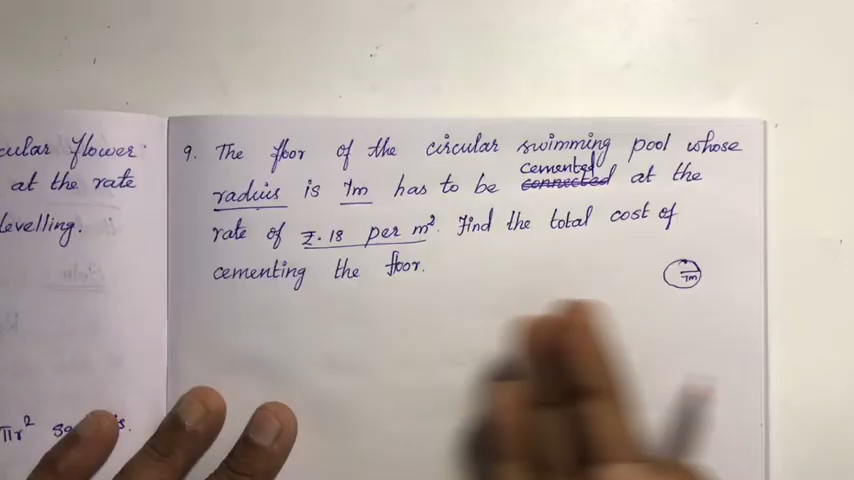 cular flower.
at the rate
levelling.
πr²
9. The floor of the circular swimming pool whose
cemented
radius is 7m has to be connected at the
rate of ₹.18 per m². Find the total cost of
cementing the floor.
7m